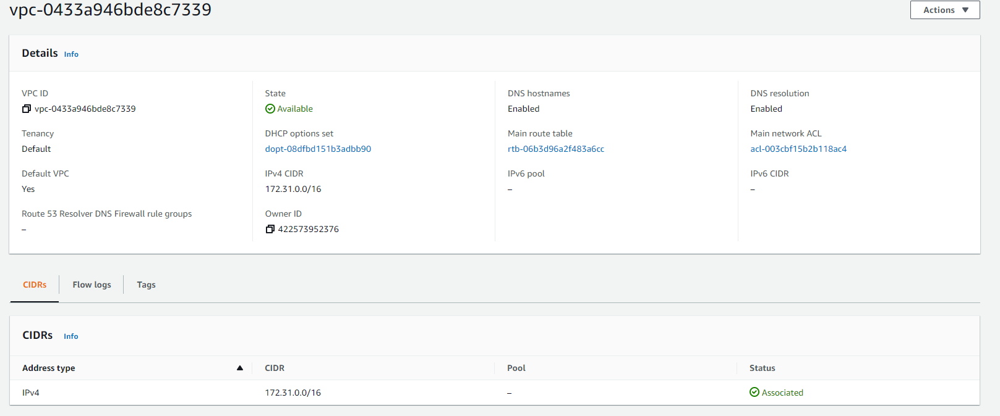 vpc-0433a946bde8c7339
Actions
Details Info
VPC ID
vpc-0433a946bde8c7339
State
Available
DNS hostnames
Enabled
DNS resolution
Enabled
Tenancy
Default
DHCP options set
dopt-08dfbd151b3adbb90
Main route table
rtb-06b3d96a2f483a6cc
Main network ACL
acl-003cbf15b2b118ac4
Default VPC
Yes
IPv4 CIDR
172.31.0.0/16
IPv6 pool
–
IPv6 CIDR
–
Route 53 Resolver DNS Firewall rule groups
–
Owner ID
422573952376
CIDRs Flow logs Tags
CIDRs Info
Address type CIDR Pool Status
IPv4 172.31.0.0/16 – Associated